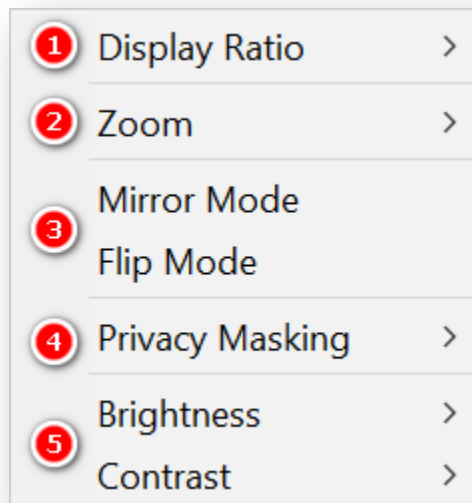 1 Display Ratio >
2 Zoom >
Mirror Mode
3
Flip Mode
4 Privacy Masking >
Brightness >
5
Contrast >